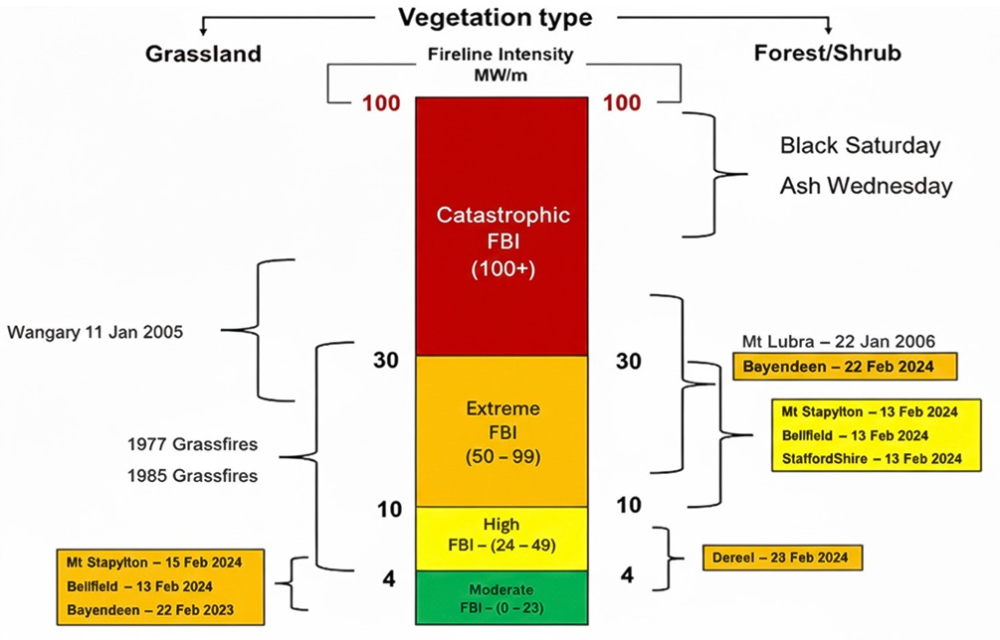 Vegetation type
Grassland
Forest/Shrub
Fireline Intensity
MW/m
100
100
Black Saturday
Ash Wednesday
Catastrophic
FBI
(100+)
Wangary 11 Jan 2005
30
30
Mt Lubra – 22 Jan 2006
Bayendeen – 22 Feb 2024
Extreme
FBI
(50 – 99)
Mt Stapylton – 13 Feb 2024
Bellfield – 13 Feb 2024
StaffordShire – 13 Feb 2024
1977 Grassfires
1985 Grassfires
10
10
High
FBI – (24 – 49)
Mt Stapylton – 15 Feb 2024
Bellfield – 13 Feb 2024
Bayendeen – 22 Feb 2023
4
4
Dereel – 23 Feb 2024
Moderate
FBI – (0 – 23)